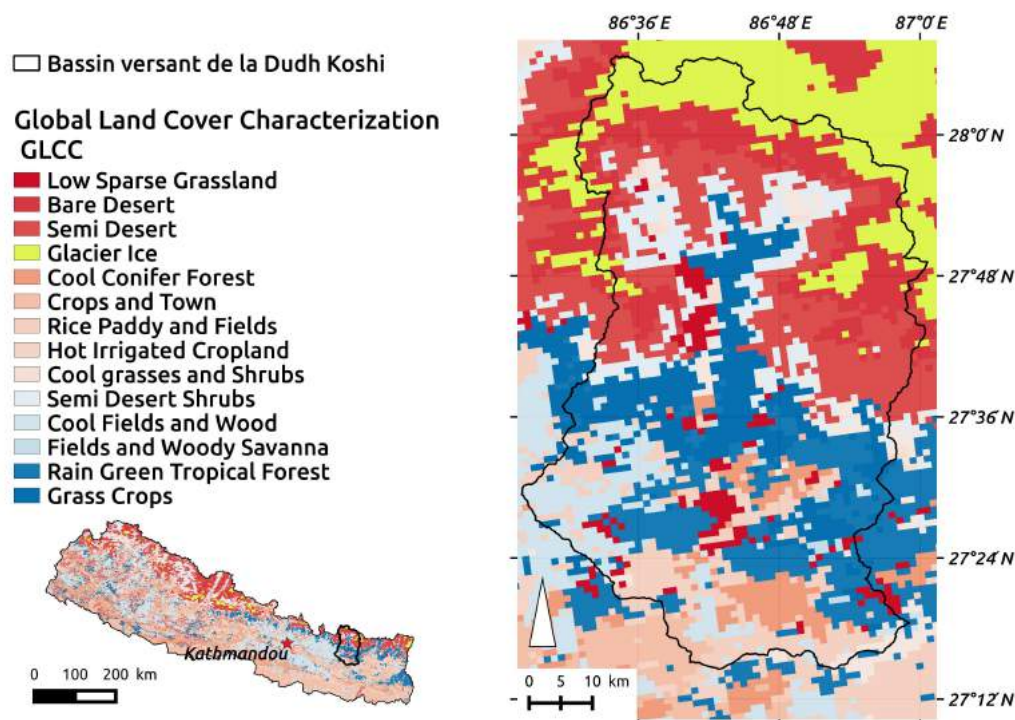 Bassin versant de la Dudh Koshi
Global Land Cover Characterization
GLCC
Low Sparse Grassland
Bare Desert
Semi Desert
Glacier Ice
Cool Conifer Forest
Crops and Town
Rice Paddy and Fields
Hot Irrigated Cropland
Cool grasses and Shrubs
Semi Desert Shrubs
Cool Fields and Wood
Fields and Woody Savanna
Rain Green Tropical Forest
Grass Crops
Kathmandou
0 100 200 km
86°36′E 86°48′E 87°0′E
28°0′N
27°48′N
27°36′N
27°24′N
27°12′N
0 5 10 km